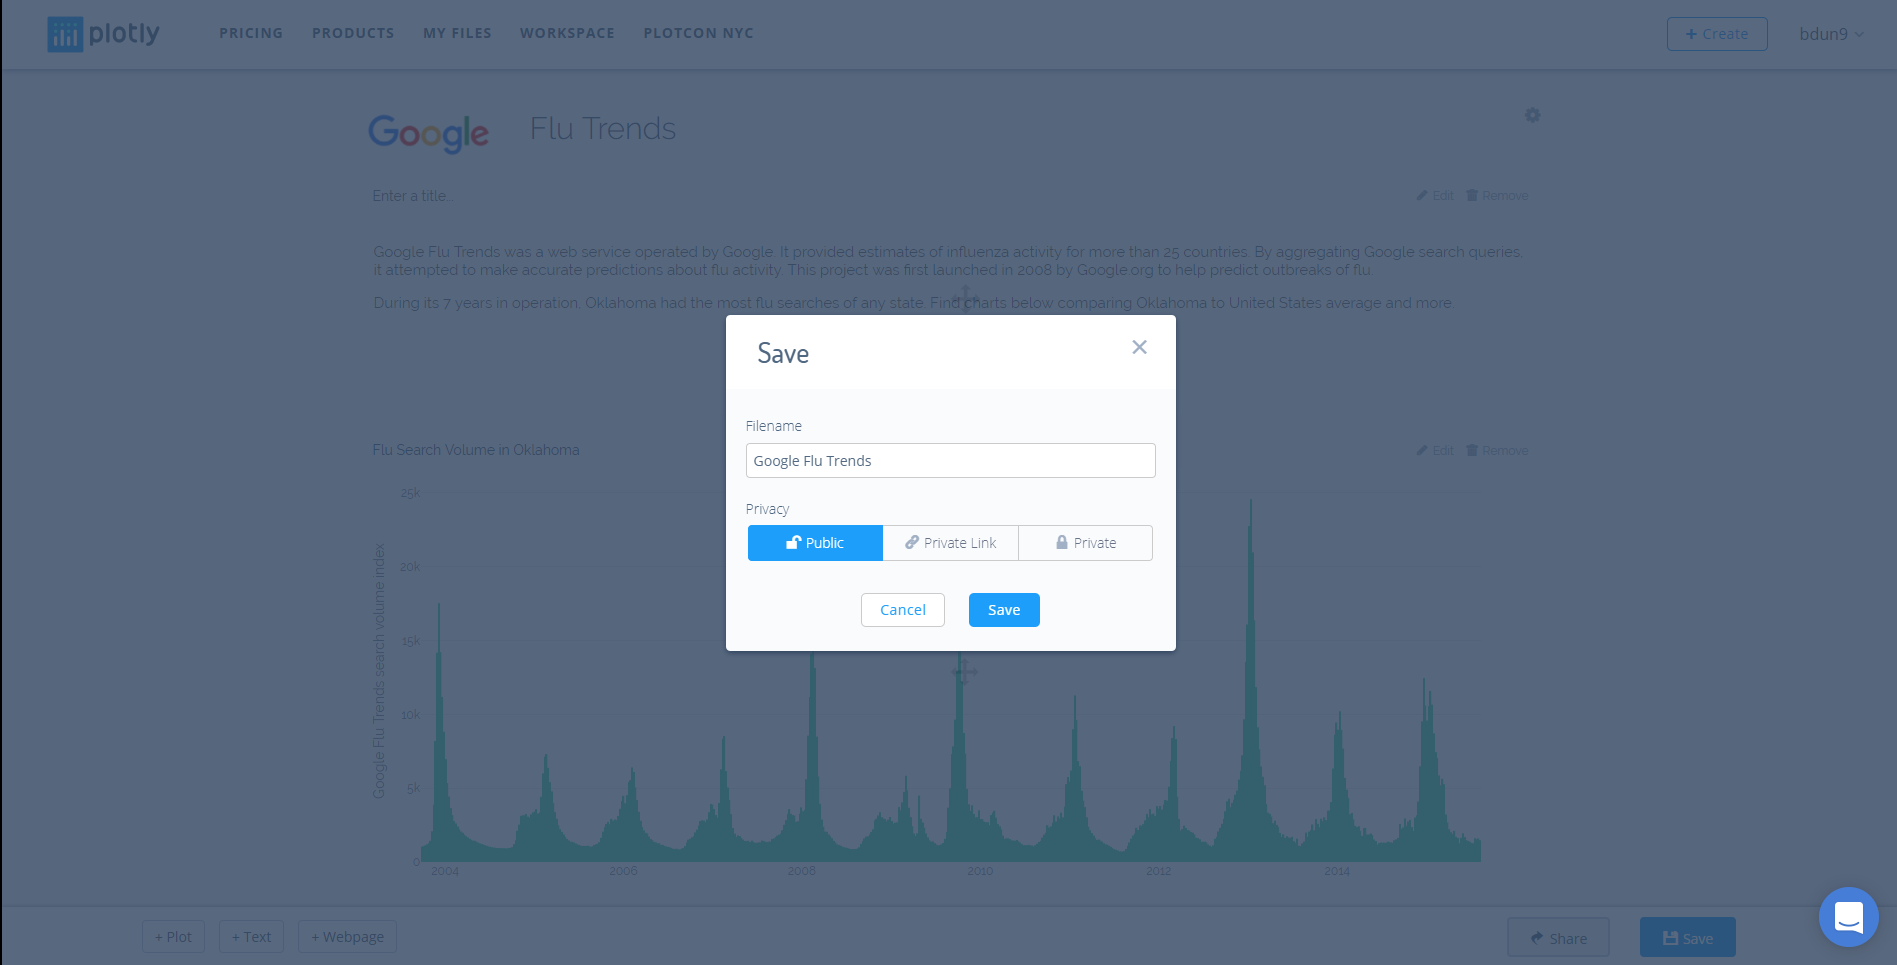 plotly PRICING PRODUCTS MY FILES WORKSPACE PLOTCON NYC + Create bdun9
Google Flu Trends
Enter a title... Edit Remove
Google Flu Trends was a web service operated by Google. It provided estimates of influenza activity for more than 25 countries. By aggregating Google search queries,
it attempted to make accurate predictions about flu activity. This project was first launched in 2008 by Google.org to help predict outbreaks of flu.
During its 7 years in operation, Oklahoma had the most flu searches of any state. Find charts below comparing Oklahoma to United States average and more.
Save
Filename
Google Flu Trends
Privacy
Public Private Link Private
Cancel Save
Flu Search Volume in Oklahoma Edit Remove
Google Flu Trends search volume index
25k
20k
15k
10k
5k
0
2004 2006 2008 2010 2012 2014
+ Plot + Text + Webpage Share Save